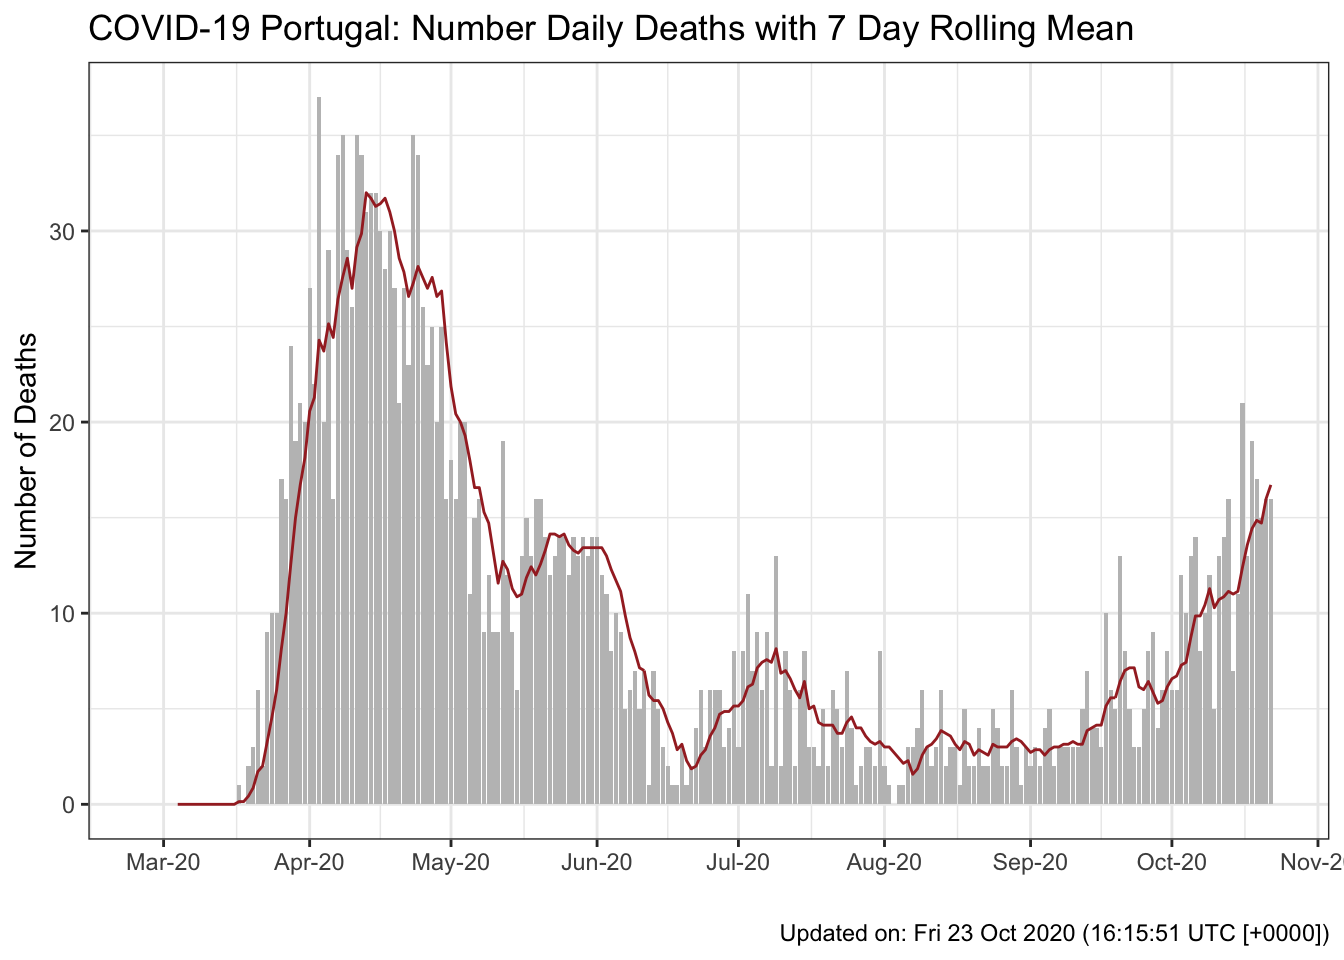 COVID-19 Portugal: Number Daily Deaths with 7 Day Rolling Mean
Number of Deaths
30
20
10
0
Mar-20 Apr-20 May-20 Jun-20 Jul-20 Aug-20 Sep-20 Oct-20 Nov-2
Updated on: Fri 23 Oct 2020 (16:15:51 UTC [+0000])